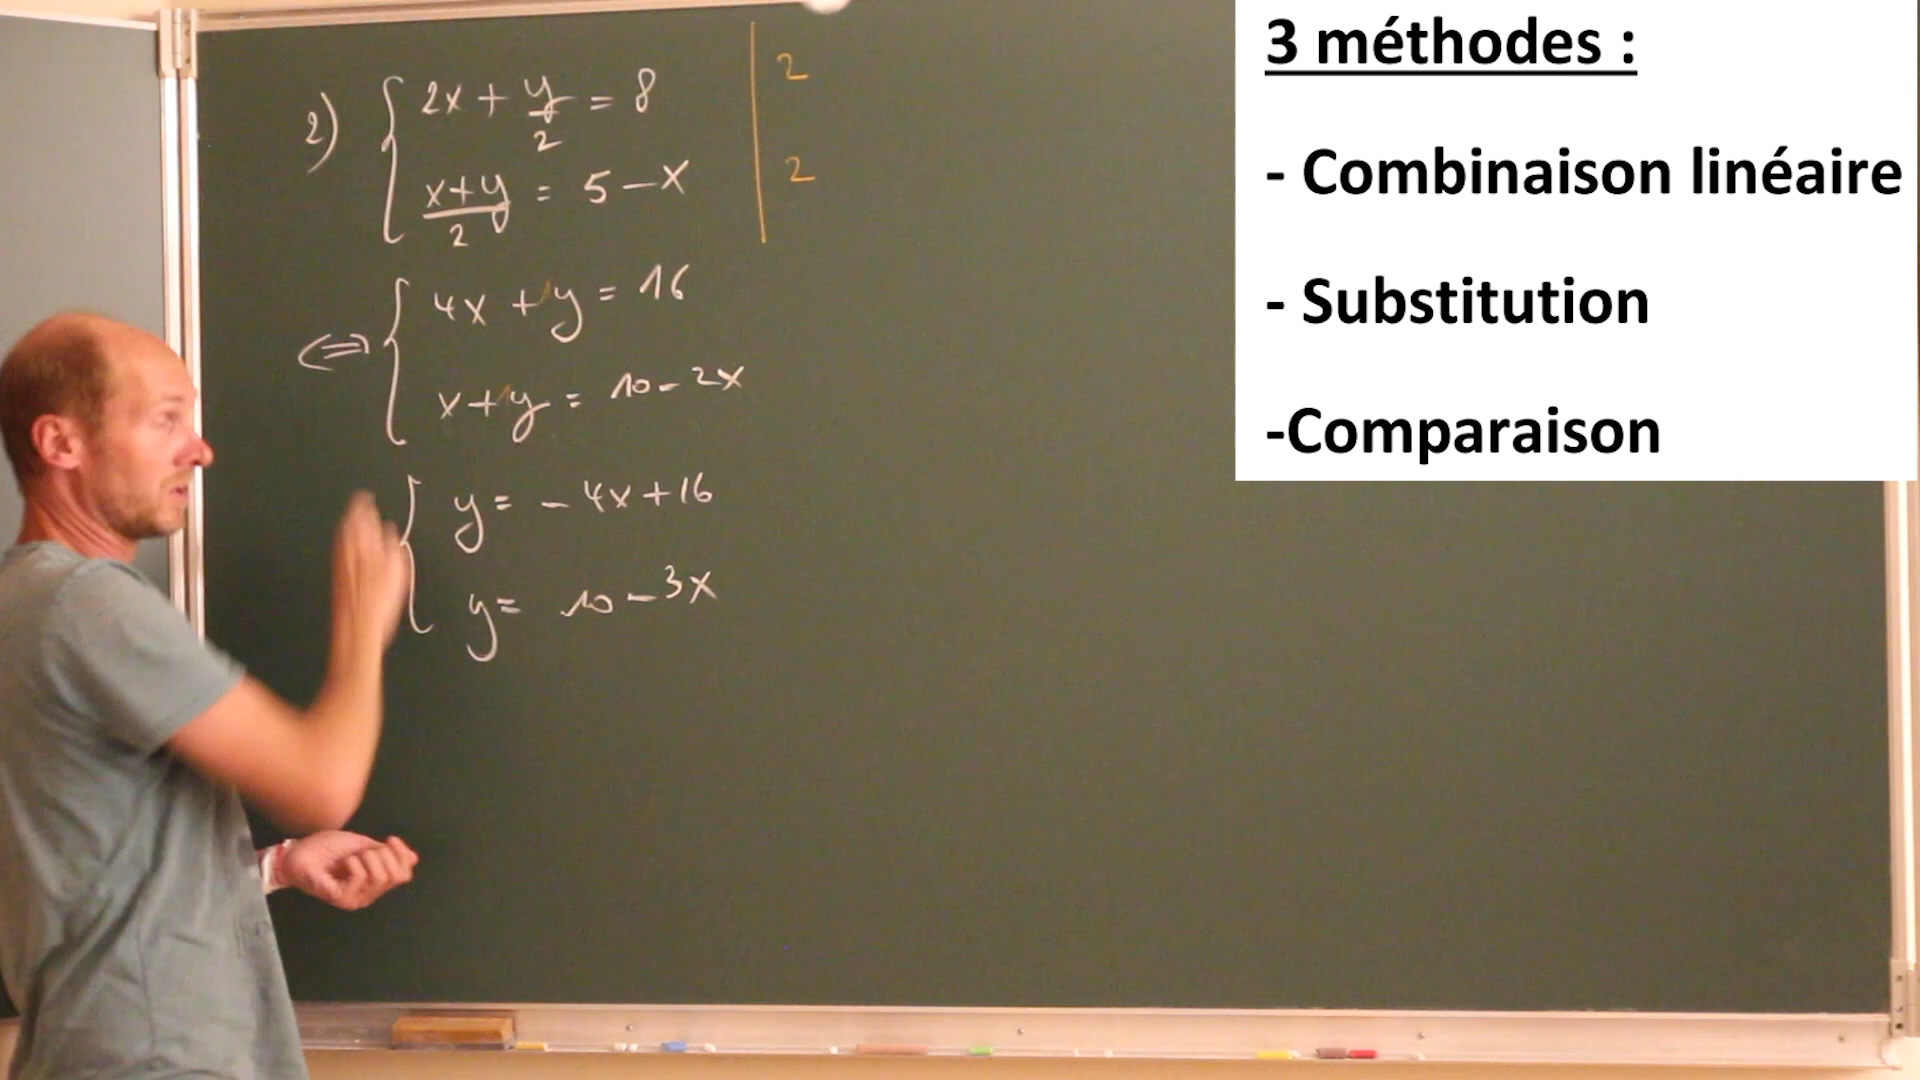 2) { 2x + y/2 = 8 | 2
{ (x+y)/2 = 5 - x | 2
⇔ { 4x + y = 16
{ x + y = 10 - 2x
{ y = - 4x + 16
{ y = 10 - 3x
3 méthodes :
- Combinaison linéaire
- Substitution
-Comparaison